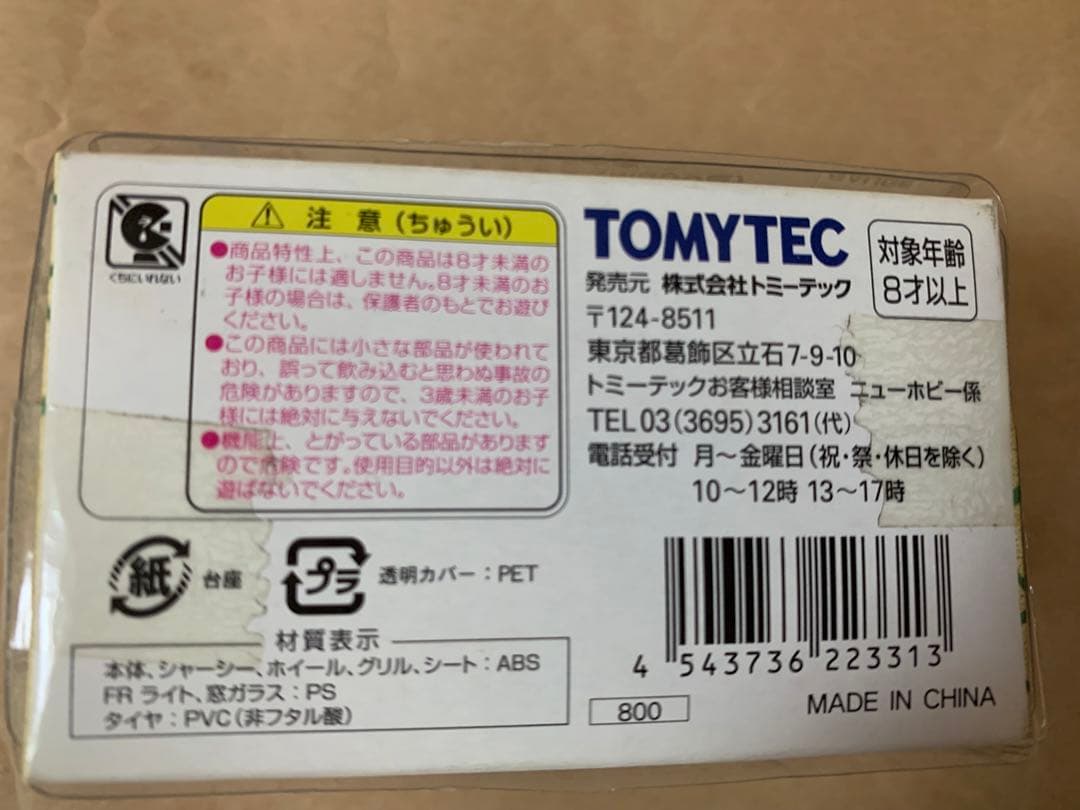 くちにいれない
注意(ちゅうい)
●商品特性上、この商品は8才未満の
お子様には適しません。8才未満のお
子様の場合は、保護者のもとでお遊び
ください。
●この商品には小さな部品が使われて
おり、誤って飲み込むと思わぬ事故の
危険がありますので、3歳未満のお子
様には絶対に与えないでください。
●機能上、とがっている部品があります
ので危険です。使用目的以外は絶対に
遊ばないでください。
TOMYTEC
対象年齢
8才以上
発売元 株式会社トミーテック
〒124-8511
東京都葛飾区立石7-9-10
トミーテックお客様相談室 ニューホビー係
TEL 03(3695)3161(代)
電話受付 月～金曜日(祝・祭・休日を除く)
10～12時 13～17時
紙 台座
プラ 透明カバー:PET
材質表示
本体、シャーシー、ホイール、グリル、シート:ABS
FR ライト、窓ガラス:PS
タイヤ:PVC(非フタル酸)
4 543736 223313
800
MADE IN CHINA